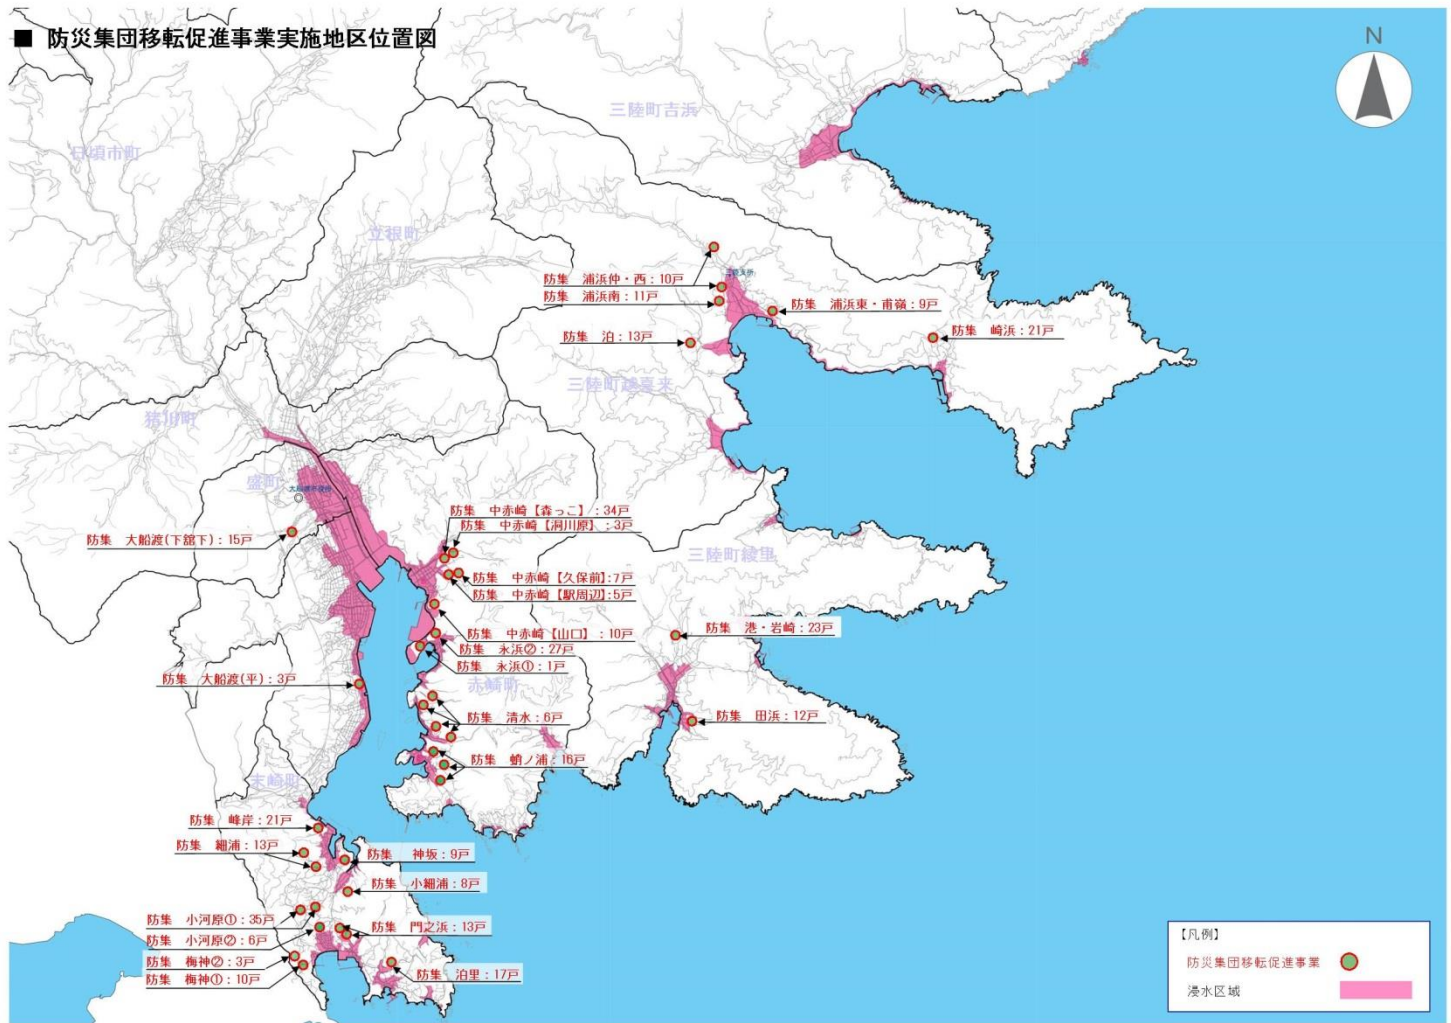 ■ 防災集団移転促進事業実施地区位置図
N
三陸町吉浜
日頃市町
立根町
防集 浦浜仲・西：10戸
三陸支所
防集 浦浜南：11戸
防集 浦浜東・甫嶺：9戸
防集 泊：13戸
防集 崎浜：21戸
三陸町越喜来
猪川町
盛町
大船渡市役所
防集 中赤崎【森っこ】：34戸
防集 中赤崎【洞川原】：3戸
防集 大船渡(下舘下)：15戸
三陸町綾里
防集 中赤崎【久保前】：7戸
防集 中赤崎【駅周辺】：5戸
防集 中赤崎【山口】：10戸
防集 港・岩崎：23戸
防集 永浜②：27戸
防集 永浜①：1戸
防集 大船渡(平)：3戸
赤崎町
防集 清水：6戸
防集 田浜：12戸
防集 蛸ノ浦：16戸
末崎町
防集 峰岸：21戸
防集 細浦：13戸
防集 神坂：9戸
防集 小細浦：8戸
防集 小河原①：35戸
防集 門之浜：13戸
防集 小河原②：6戸
防集 梅神②：3戸
防集 泊里：17戸
防集 梅神①：10戸
【凡例】
防災集団移転促進事業
浸水区域